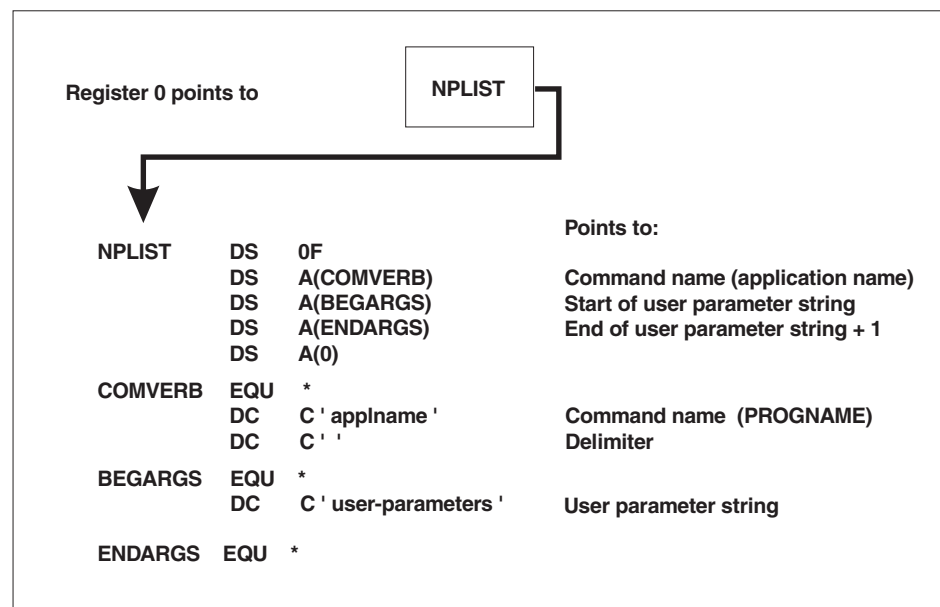 Register 0 points to
NPLIST
Points to:
NPLIST DS 0F
DS A(COMVERB) Command name (application name)
DS A(BEGARGS) Start of user parameter string
DS A(ENDARGS) End of user parameter string + 1
DS A(0)
COMVERB EQU *
DC C ' applname ' Command name (PROGNAME)
DC C ' ' Delimiter
BEGARGS EQU *
DC C ' user-parameters ' User parameter string
ENDARGS EQU *